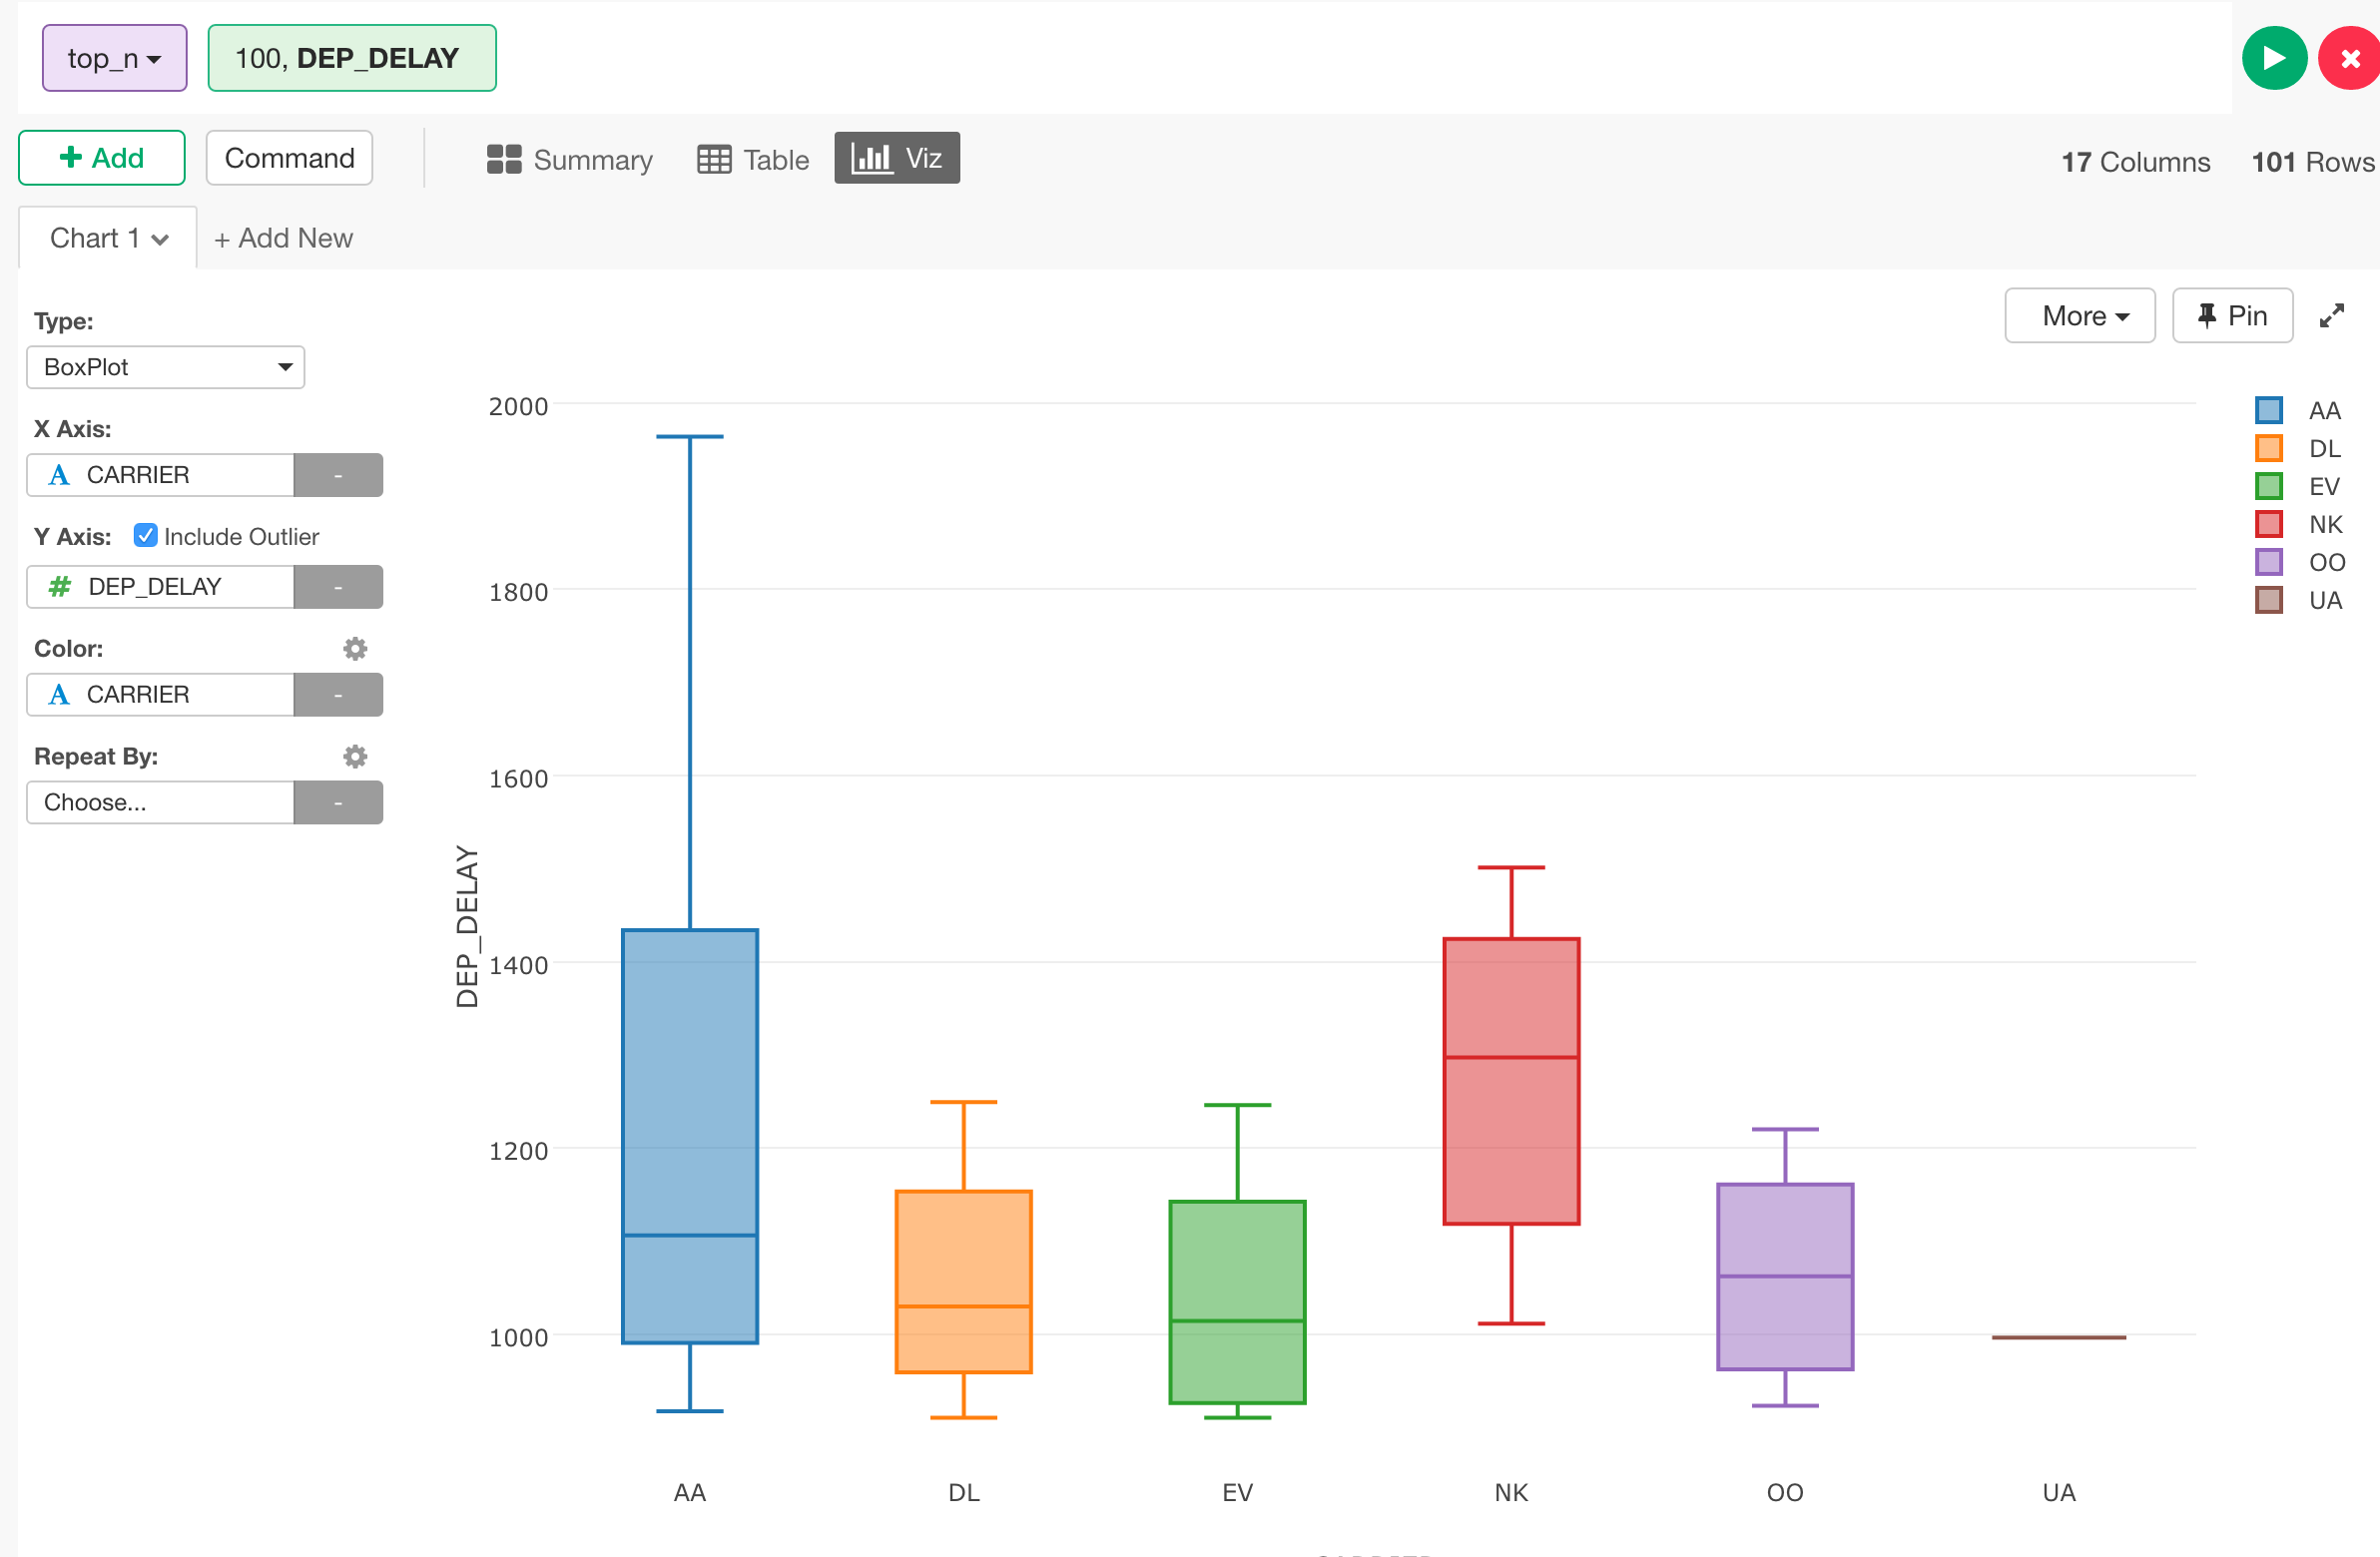 top_n
100, DEP_DELAY
+ Add
Command
Summary
Table
Viz
17 Columns
101 Rows
Chart 1
+ Add New
More
Pin
Type:
BoxPlot
X Axis:
A CARRIER
-
Y Axis:
Include Outlier
# DEP_DELAY
-
Color:
A CARRIER
-
Repeat By:
Choose...
-
DEP_DELAY
2000
1800
1600
1400
1200
1000
AA
DL
EV
NK
OO
UA
AA
DL
EV
NK
OO
UA